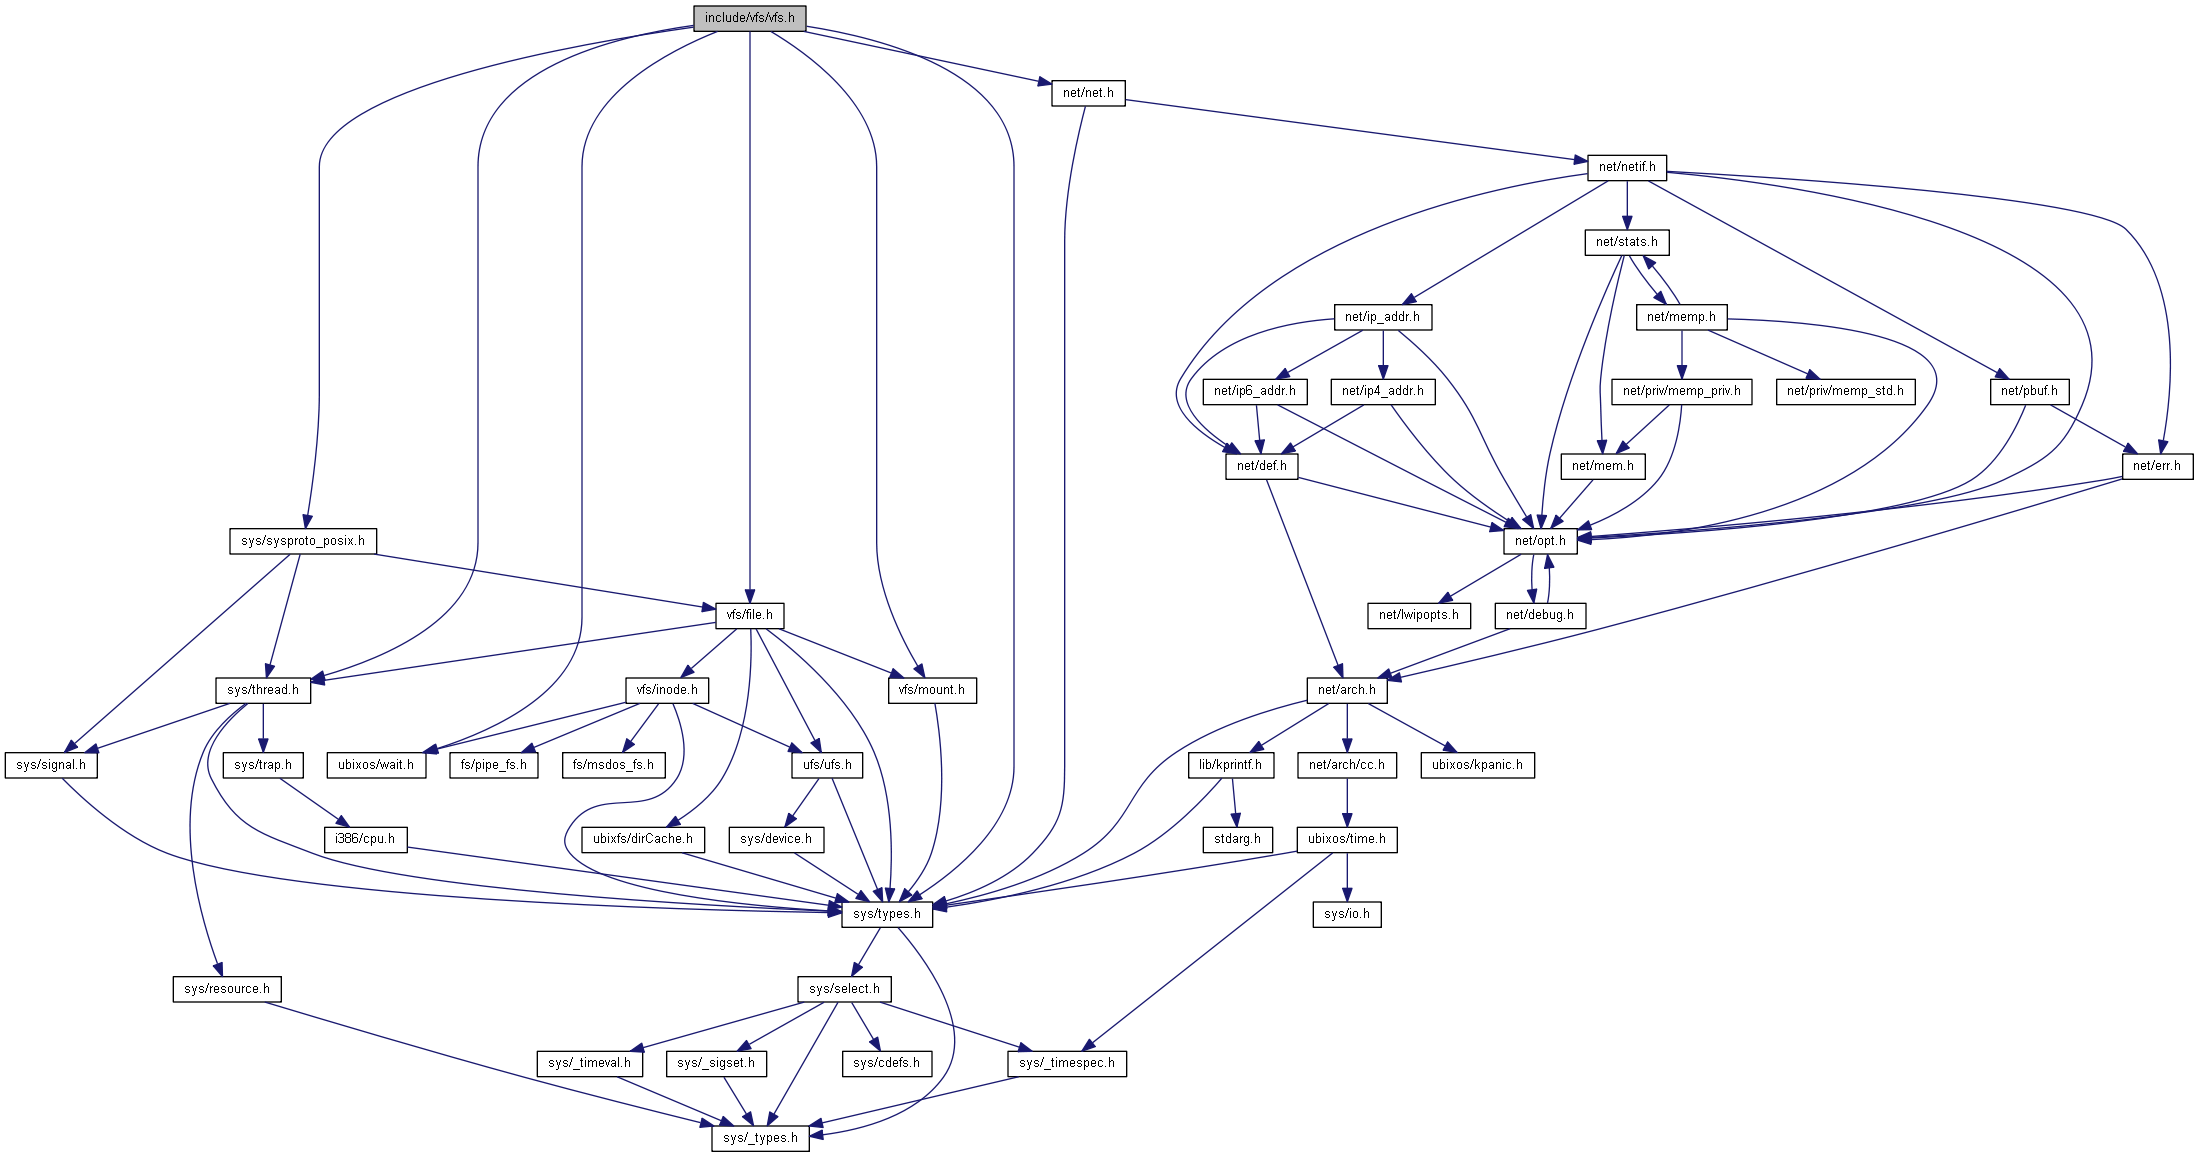 include/vfs/vfs.h
net/net.h
net/netif.h
net/stats.h
net/ip_addr.h
net/memp.h
net/ip6_addr.h
net/ip4_addr.h
net/priv/memp_priv.h
net/priv/memp_std.h
net/pbuf.h
net/def.h
net/mem.h
net/err.h
sys/sysproto_posix.h
net/opt.h
vfs/file.h
net/lwipopts.h
net/debug.h
sys/thread.h
vfs/inode.h
vfs/mount.h
net/arch.h
sys/signal.h
sys/trap.h
ubixos/wait.h
fs/pipe_fs.h
fs/msdos_fs.h
ufs/ufs.h
lib/kprintf.h
net/arch/cc.h
ubixos/kpanic.h
i386/cpu.h
ubixfs/dirCache.h
sys/device.h
stdarg.h
ubixos/time.h
sys/types.h
sys/io.h
sys/resource.h
sys/select.h
sys/_timeval.h
sys/_sigset.h
sys/cdefs.h
sys/_timespec.h
sys/_types.h